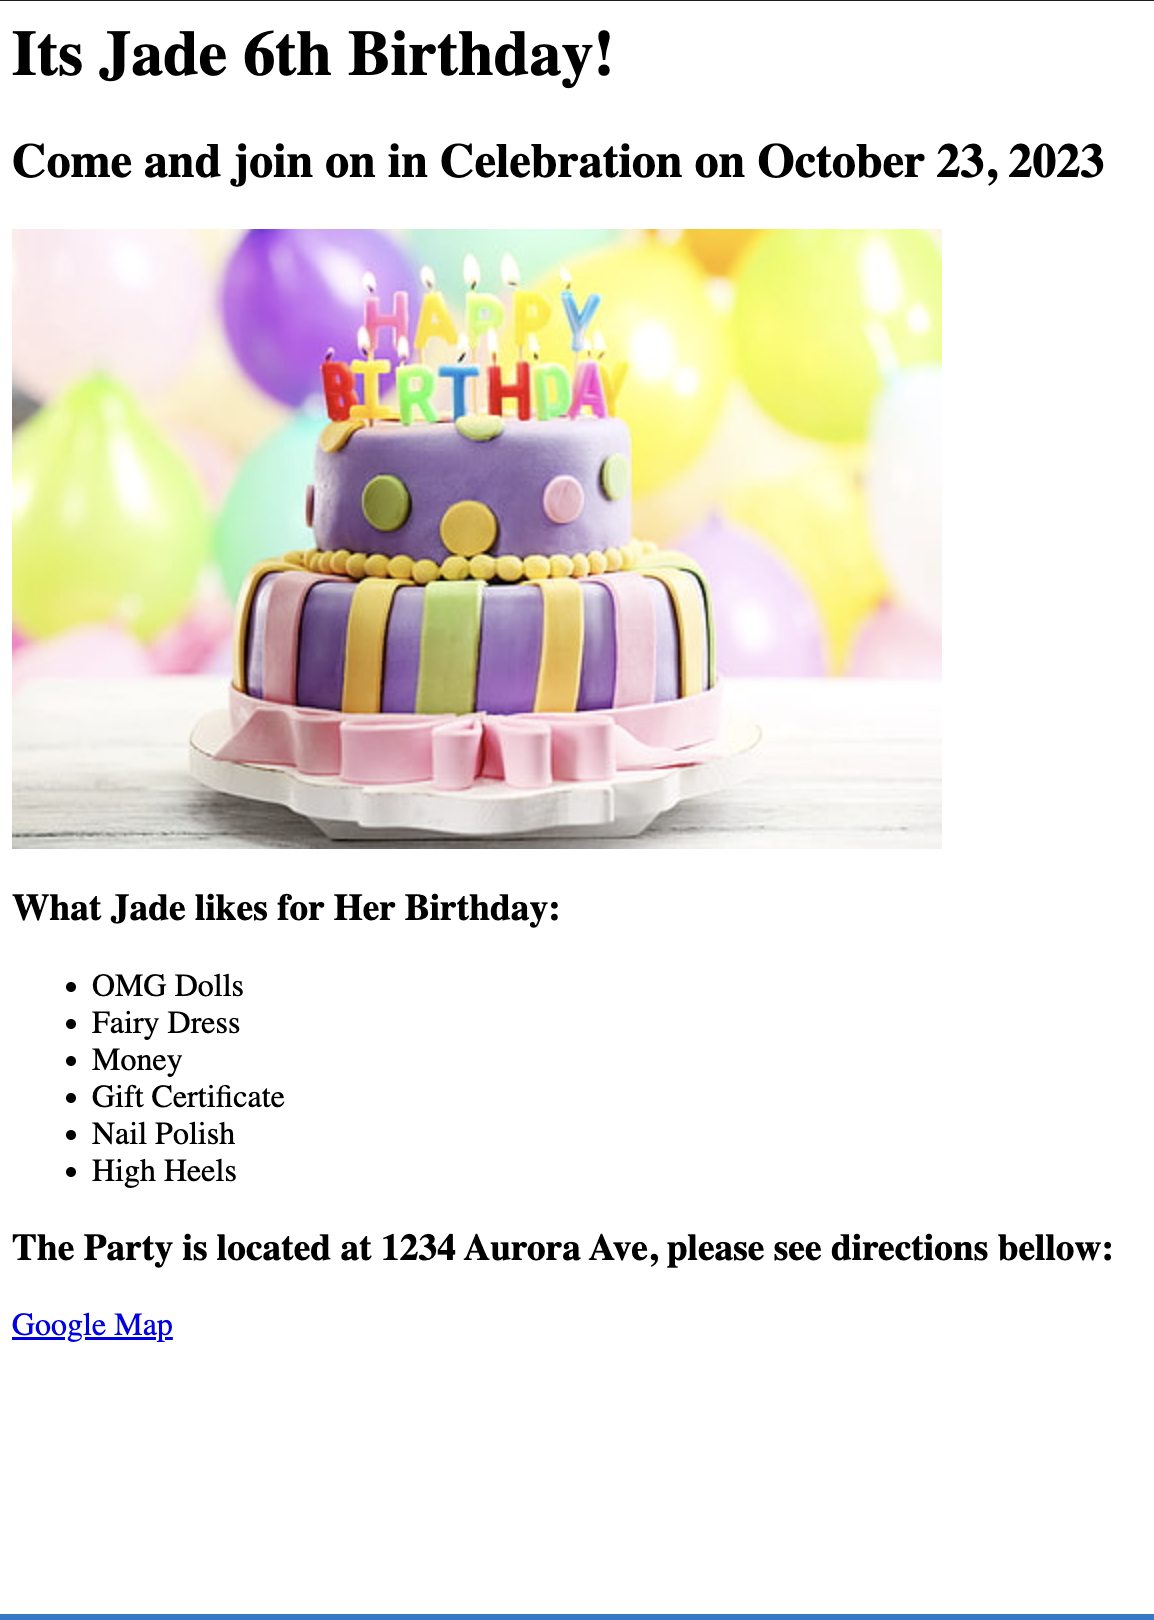 Its Jade 6th Birthday!
Come and join on in Celebration on October 23, 2023
HAPPY
BIRTHDAY
What Jade likes for Her Birthday:
OMG Dolls
Fairy Dress
Money
Gift Certificate
Nail Polish
High Heels
The Party is located at 1234 Aurora Ave, please see directions bellow:
Google Map